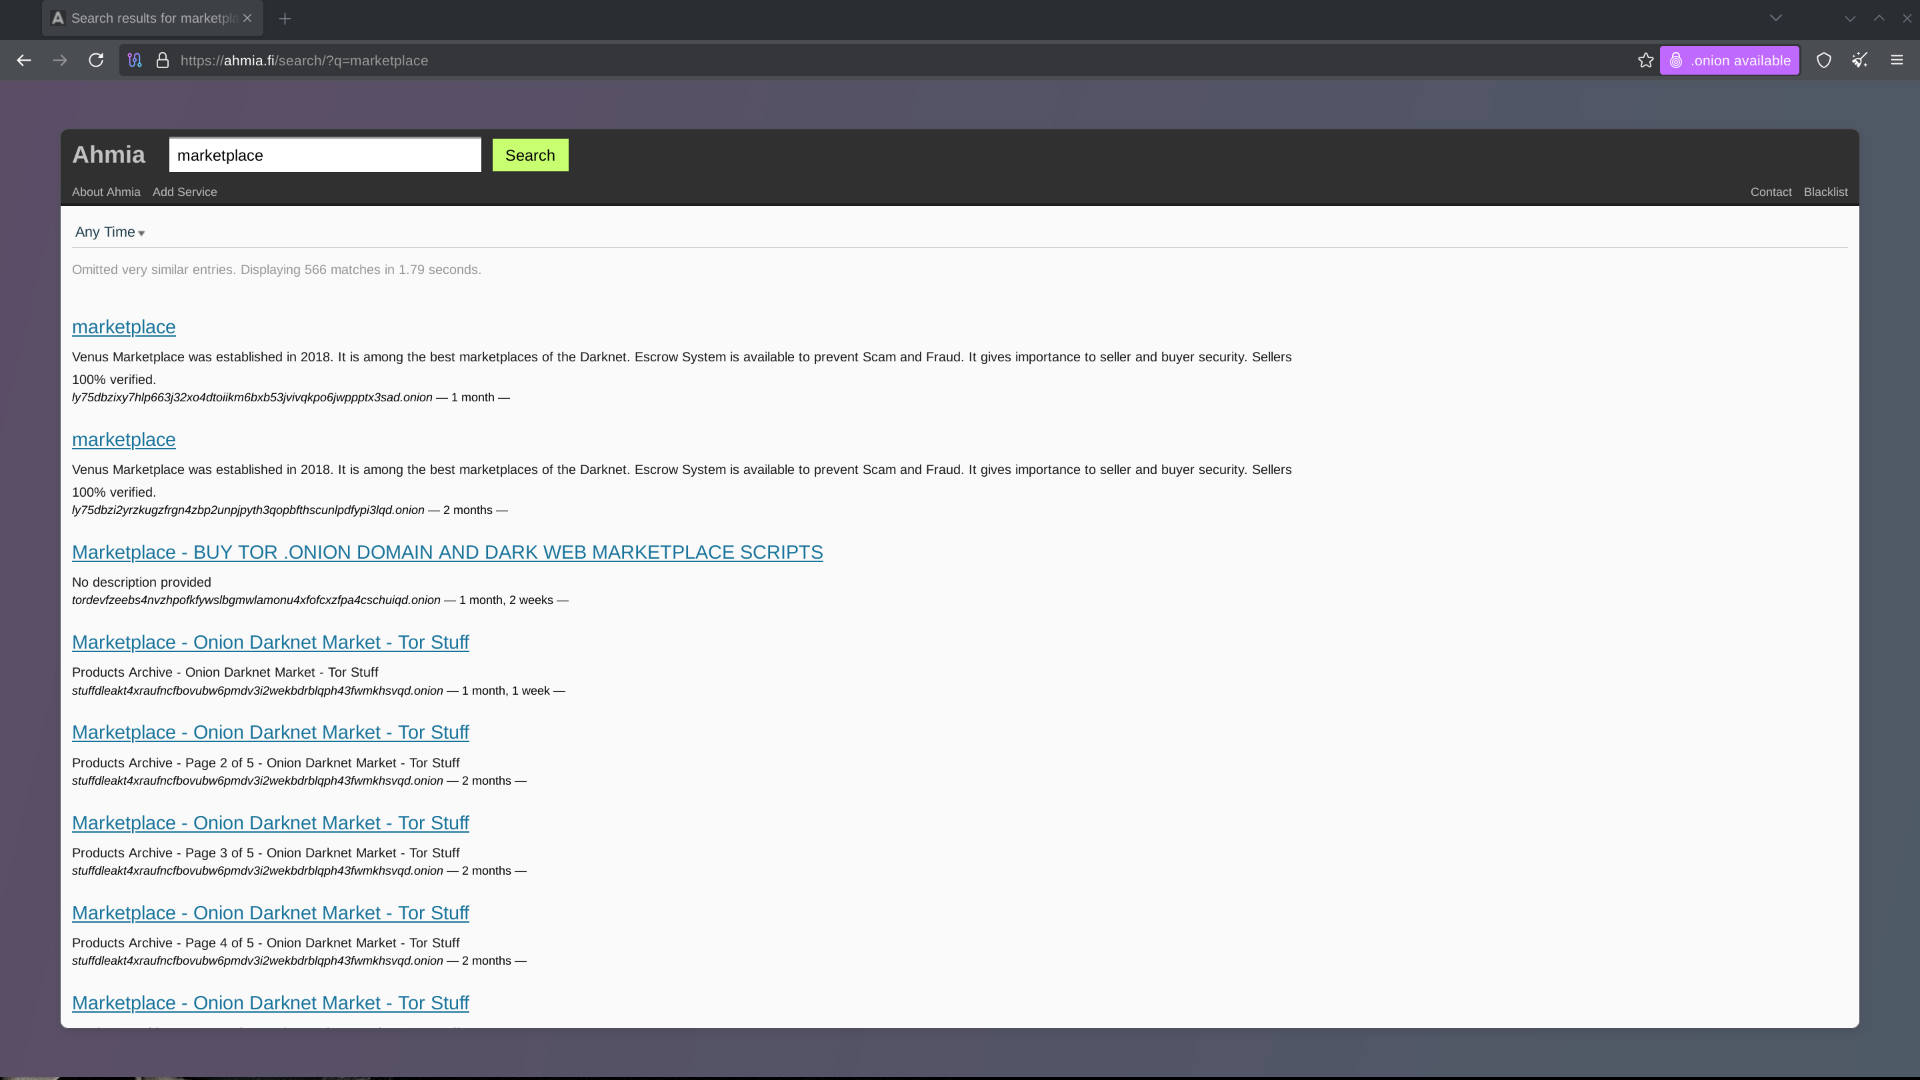 Search results for marketpla
https://ahmia.fi/search/?q=marketplace
.onion available
Ahmia
marketplace
Search
About Ahmia Add Service
Contact Blacklist
Any Time
Omitted very similar entries. Displaying 566 matches in 1.79 seconds.
marketplace
Venus Marketplace was established in 2018. It is among the best marketplaces of the Darknet. Escrow System is available to prevent Scam and Fraud. It gives importance to seller and buyer security. Sellers
100% verified.
ly75dbzixy7hlp663j32xo4dtoiikm6bxb53jvivqkpo6jwppptx3sad.onion — 1 month —
marketplace
Venus Marketplace was established in 2018. It is among the best marketplaces of the Darknet. Escrow System is available to prevent Scam and Fraud. It gives importance to seller and buyer security. Sellers
100% verified.
ly75dbzi2yrzkugzfrgn4zbp2unpjpyth3qopbfthscunlpdfypi3lqd.onion — 2 months —
Marketplace - BUY TOR .ONION DOMAIN AND DARK WEB MARKETPLACE SCRIPTS
No description provided
tordevfzeebs4nvzhpofkfywslbgmwlamonu4xfofcxzfpa4cschuiqd.onion — 1 month, 2 weeks —
Marketplace - Onion Darknet Market - Tor Stuff
Products Archive - Onion Darknet Market - Tor Stuff
stuffdleakt4xraufncfbovubw6pmdv3i2wekbdrblqph43fwmkhsvqd.onion — 1 month, 1 week —
Marketplace - Onion Darknet Market - Tor Stuff
Products Archive - Page 2 of 5 - Onion Darknet Market - Tor Stuff
stuffdleakt4xraufncfbovubw6pmdv3i2wekbdrblqph43fwmkhsvqd.onion — 2 months —
Marketplace - Onion Darknet Market - Tor Stuff
Products Archive - Page 3 of 5 - Onion Darknet Market - Tor Stuff
stuffdleakt4xraufncfbovubw6pmdv3i2wekbdrblqph43fwmkhsvqd.onion — 2 months —
Marketplace - Onion Darknet Market - Tor Stuff
Products Archive - Page 4 of 5 - Onion Darknet Market - Tor Stuff
stuffdleakt4xraufncfbovubw6pmdv3i2wekbdrblqph43fwmkhsvqd.onion — 2 months —
Marketplace - Onion Darknet Market - Tor Stuff